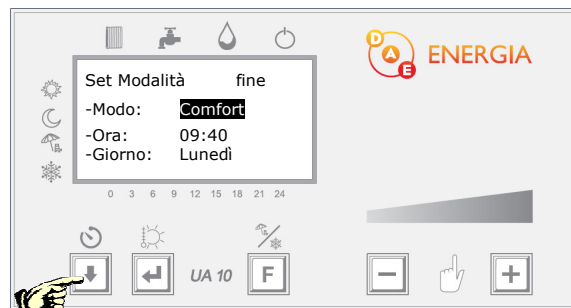 D A E ENERGIA
Set Modalità fine
-Modo: Comfort
-Ora: 09:40
-Giorno: Lunedì
0 3 6 9 12 15 18 21 24
UA 10 F